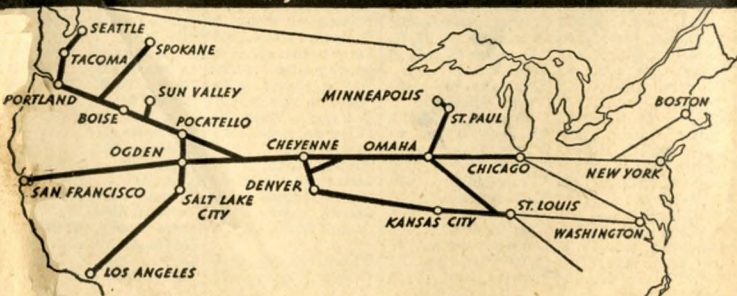 SEATTLE
TACOMA
SPOKANE
PORTLAND
BOISE
SUN VALLEY
POCATELLO
MINNEAPOLIS
ST. PAUL
BOSTON
OGDEN
CHEYENNE
OMAHA
CHICAGO
NEW YORK
SAN FRANCISCO
SALT LAKE
CITY
DENVER
KANSAS CITY
ST. LOUIS
WASHINGTON
LOS ANGELES